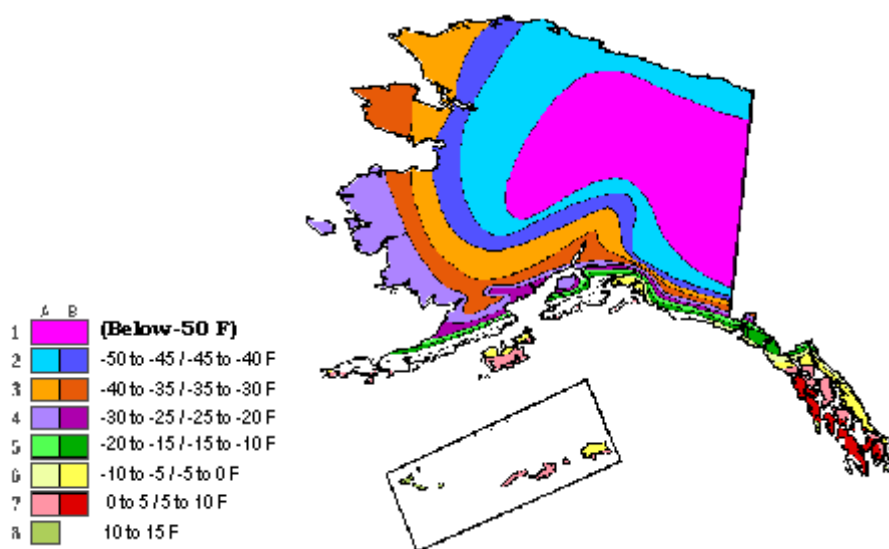 A B
1 (Below-50 F)
2 -50 to -45 / -45 to -40 F
3 -40 to -35 / -35 to -30 F
4 -30 to -25 / -25 to -20 F
5 -20 to -15 / -15 to -10 F
6 -10 to -5 / -5 to 0 F
7 0 to 5 / 5 to 10 F
8 10 to 15 F